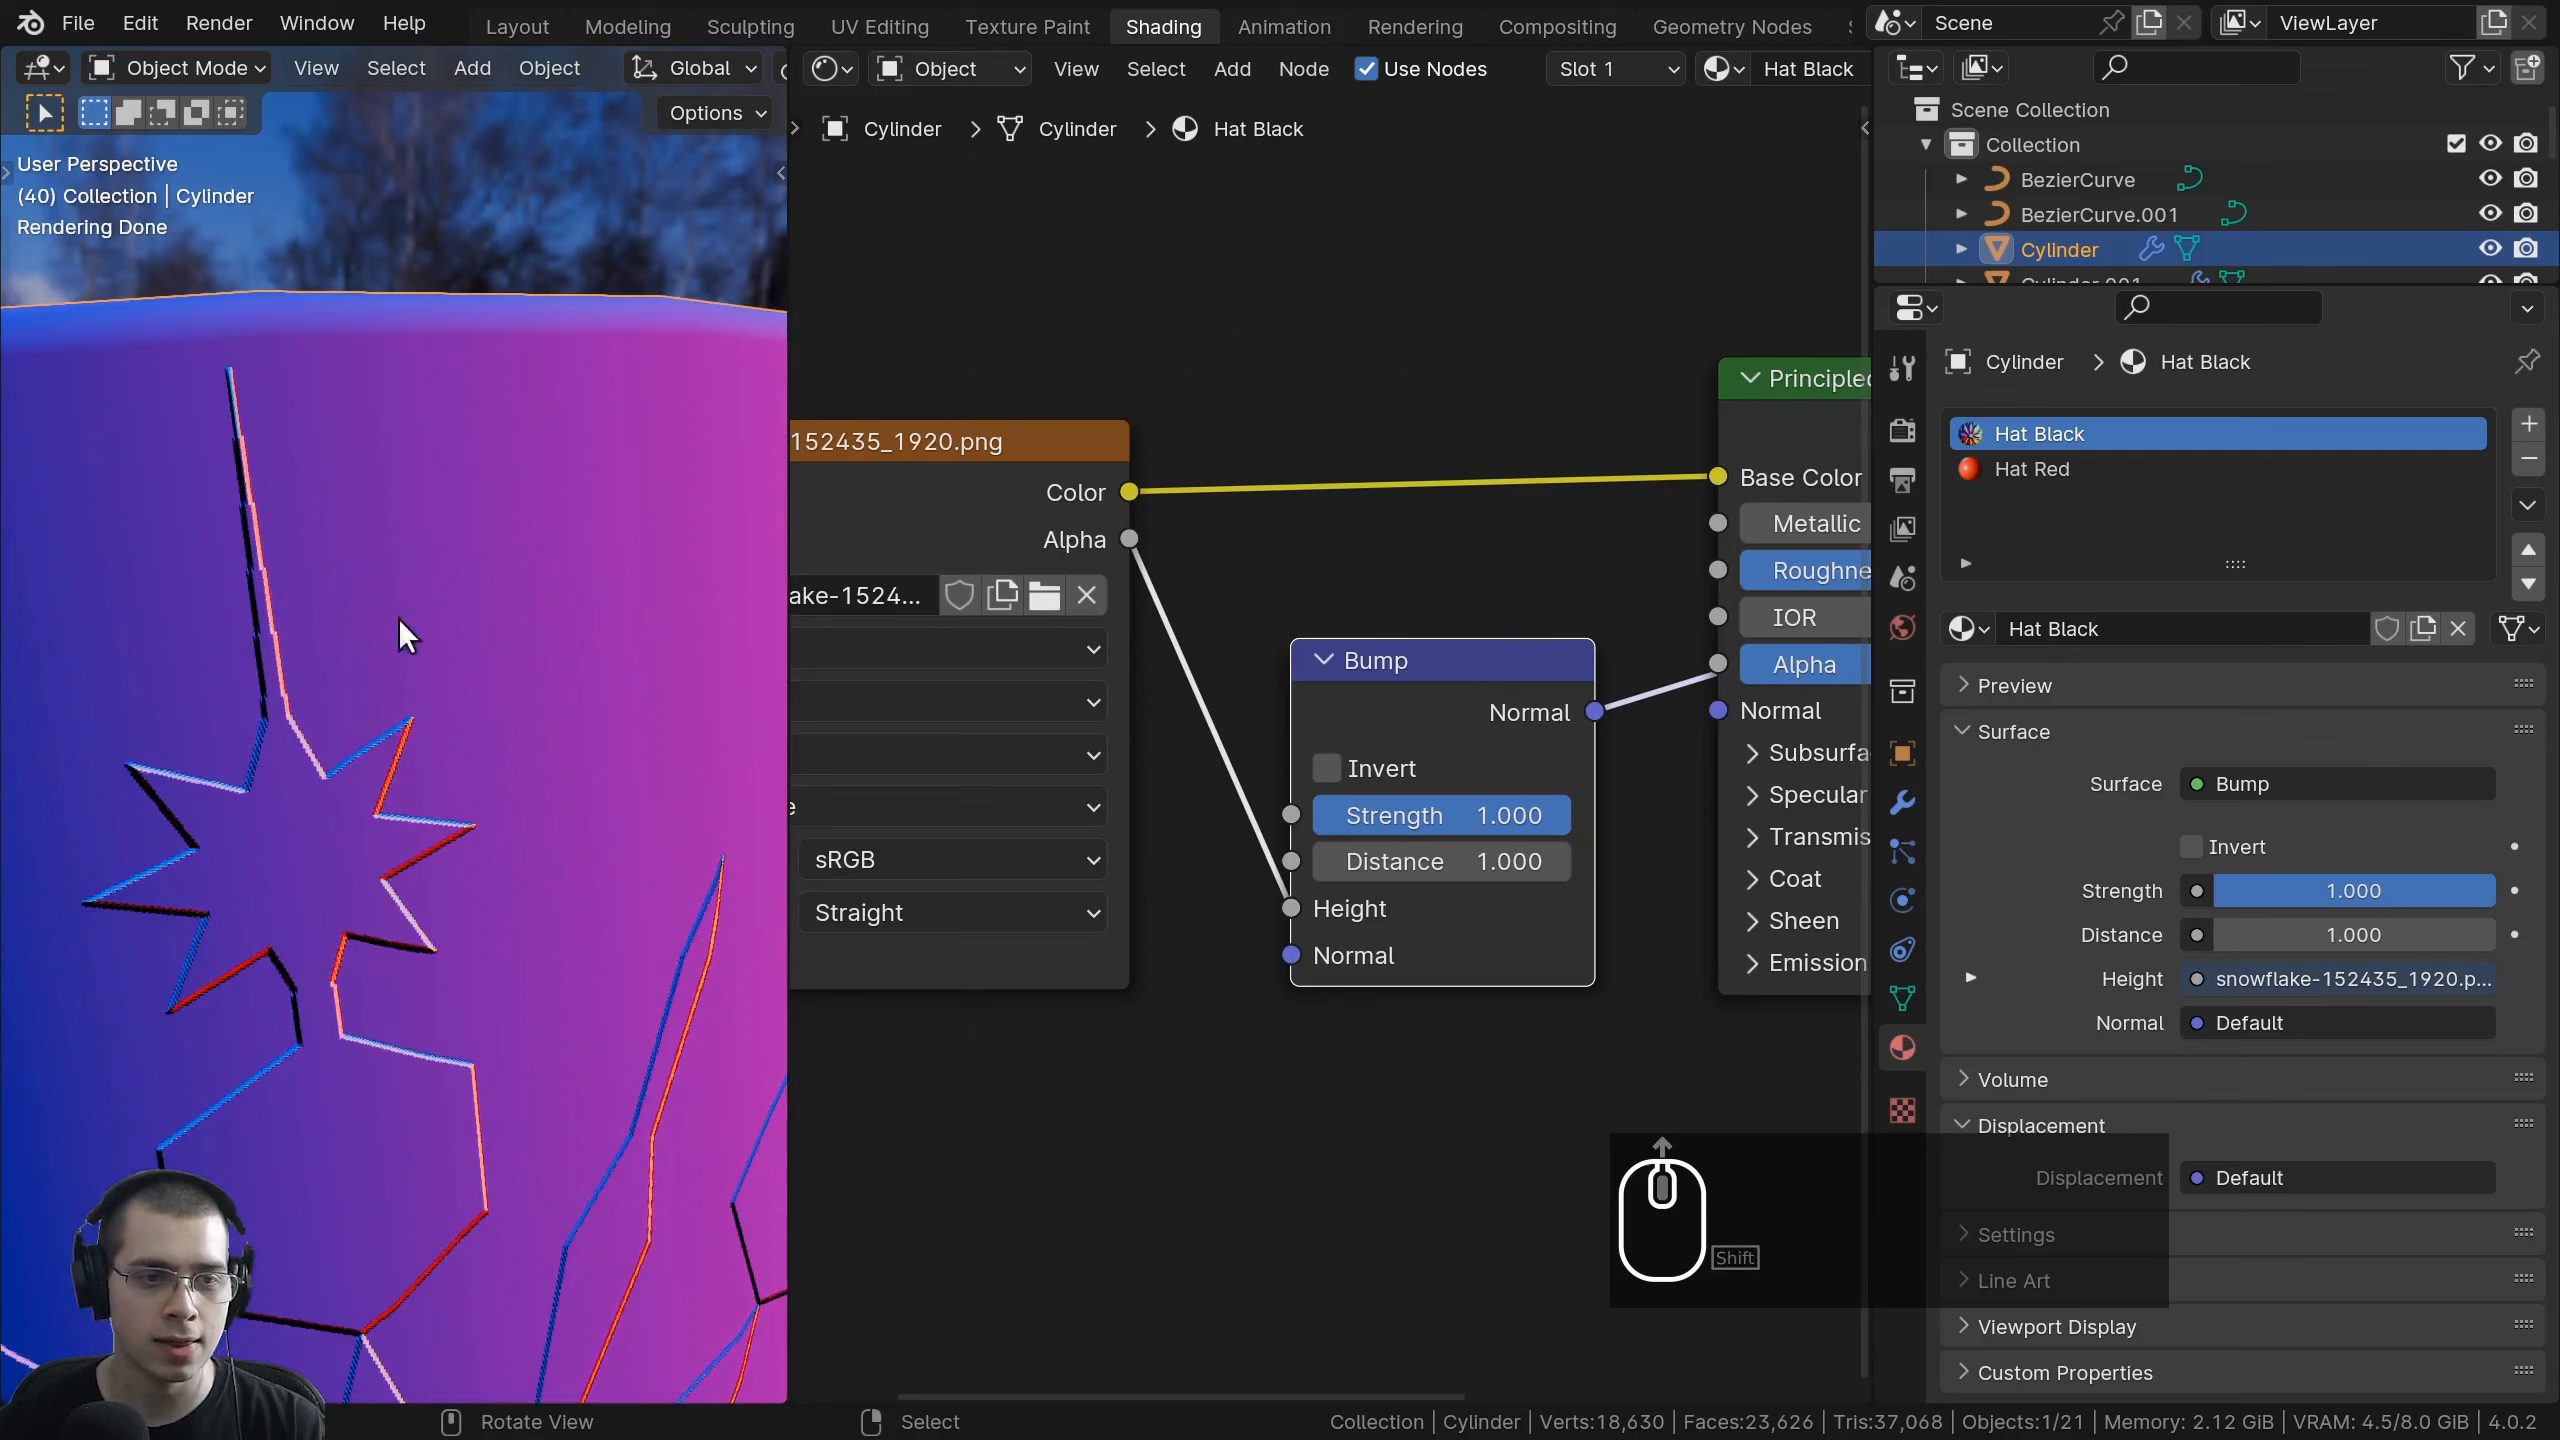 File Edit Render Window Help Layout Modeling Sculpting UV Editing Texture Paint Shading Animation Rendering Compositing Geometry Nodes Scene ViewLayer
Object Mode View Select Add Object Global
Object View Select Add Node Use Nodes Slot 1 Hat Black
Options
User Perspective
(40) Collection | Cylinder
Rendering Done
Cylinder Cylinder Hat Black
152435_1920.png
Color
Alpha
ake-1524...
sRGB
Straight
Bump
Normal
Invert
Strength 1.000
Distance 1.000
Height
Normal
Principled
Base Color
Metallic
Roughne
IOR
Alpha
Normal
Subsurfa
Specular
Transmis
Coat
Sheen
Emission
Shift
Scene Collection
Collection
BezierCurve
BezierCurve.001
Cylinder
Cylinder.001
Cylinder Hat Black
Hat Black
Hat Red
Hat Black
Preview
Surface
Surface Bump
Invert
Strength 1.000
Distance 1.000
Height snowflake-152435_1920.p...
Normal Default
Volume
Displacement
Displacement Default
Settings
Line Art
Viewport Display
Custom Properties
Rotate View Select Collection | Cylinder | Verts:18,630 | Faces:23,626 | Tris:37,068 | Objects:1/21 | Memory: 2.12 GiB | VRAM: 4.5/8.0 GiB | 4.0.2